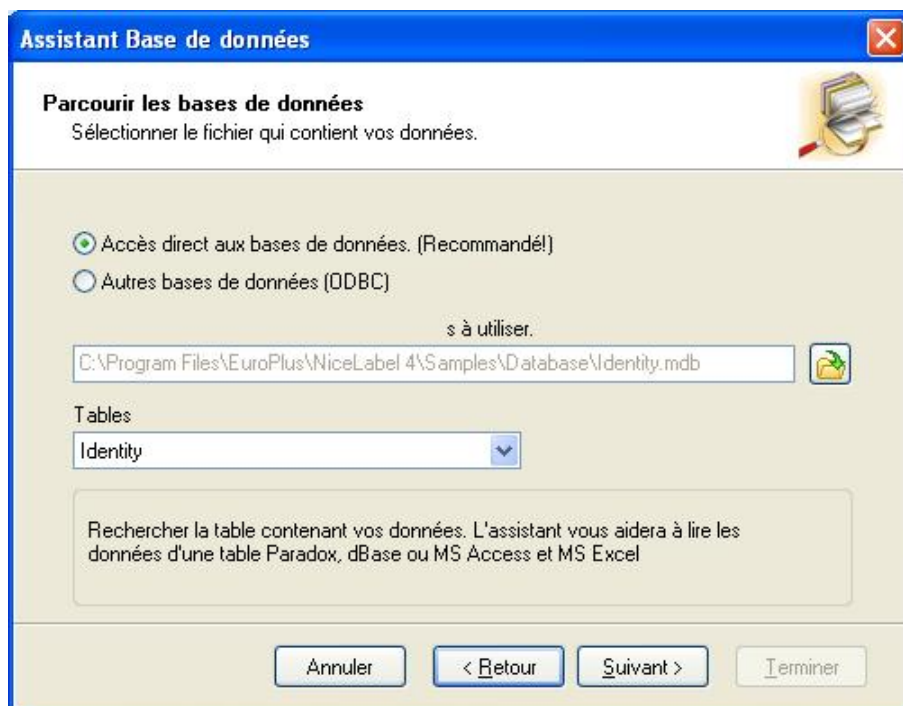 Assistant Base de données
Parcourir les bases de données
Sélectionner le fichier qui contient vos données.
Accès direct aux bases de données. (Recommandé!)
Autres bases de données (ODBC)
s à utiliser.
C:\Program Files\EuroPlus\NiceLabel 4\Samples\Database\Identity.mdb
Tables
Identity
Rechercher la table contenant vos données. L'assistant vous aidera à lire les
données d'une table Paradox, dBase ou MS Access et MS Excel
Annuler
< Retour
Suivant >
Terminer